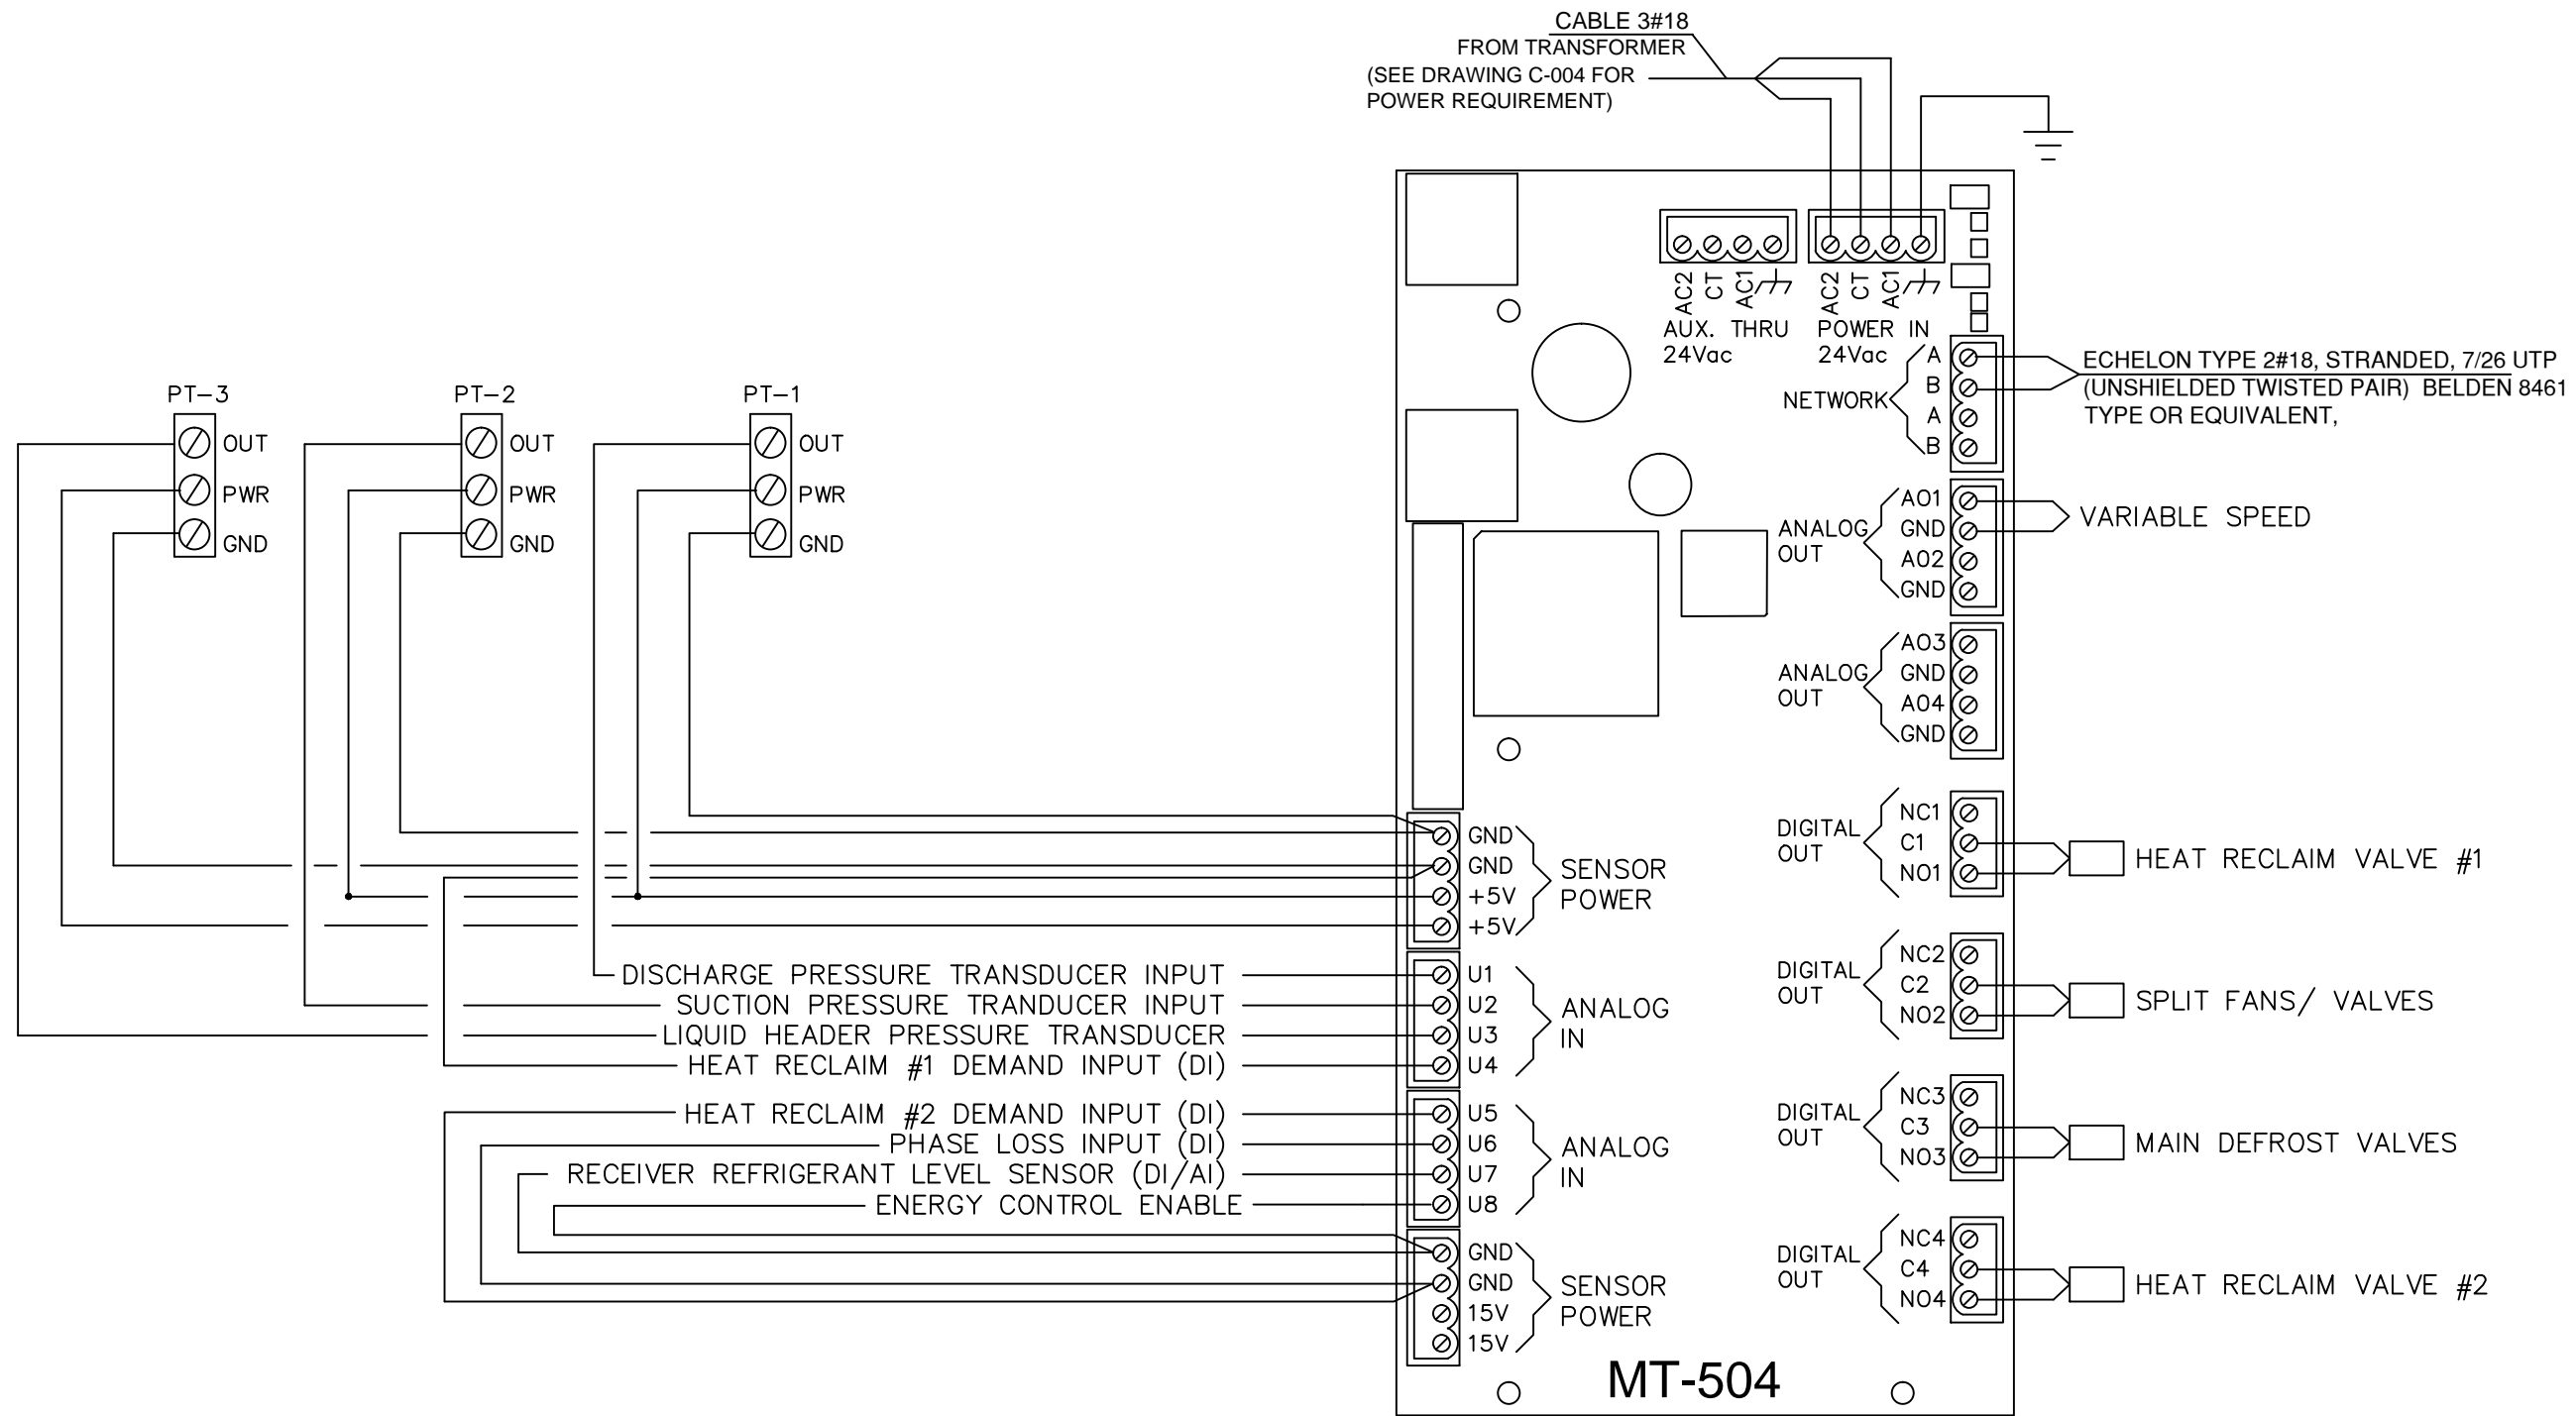 CABLE 3#18
FROM TRANSFORMER
(SEE DRAWING C-004 FOR
POWER REQUIREMENT)
AC2
CT
AC1
AUX. THRU
24Vac
AC2
CT
AC1
POWER IN
24Vac
NETWORK
A
B
A
B
ECHELON TYPE 2#18, STRANDED, 7/26 UTP
(UNSHIELDED TWISTED PAIR) BELDEN 8461
TYPE OR EQUIVALENT,
PT-3
OUT
PWR
GND
PT-2
OUT
PWR
GND
PT-1
OUT
PWR
GND
ANALOG
OUT
AO1
GND
AO2
GND
VARIABLE SPEED
ANALOG
OUT
AO3
GND
AO4
GND
GND
GND
+5V
+5V
SENSOR
POWER
DIGITAL
OUT
NC1
C1
NO1
HEAT RECLAIM VALVE #1
DISCHARGE PRESSURE TRANSDUCER INPUT
SUCTION PRESSURE TRANDUCER INPUT
LIQUID HEADER PRESSURE TRANSDUCER
HEAT RECLAIM #1 DEMAND INPUT (DI)
U1
U2
U3
U4
ANALOG
IN
DIGITAL
OUT
NC2
C2
NO2
SPLIT FANS/ VALVES
HEAT RECLAIM #2 DEMAND INPUT (DI)
PHASE LOSS INPUT (DI)
RECEIVER REFRIGERANT LEVEL SENSOR (DI/AI)
ENERGY CONTROL ENABLE
U5
U6
U7
U8
ANALOG
IN
DIGITAL
OUT
NC3
C3
NO3
MAIN DEFROST VALVES
GND
GND
15V
15V
SENSOR
POWER
DIGITAL
OUT
NC4
C4
NO4
HEAT RECLAIM VALVE #2
MT-504